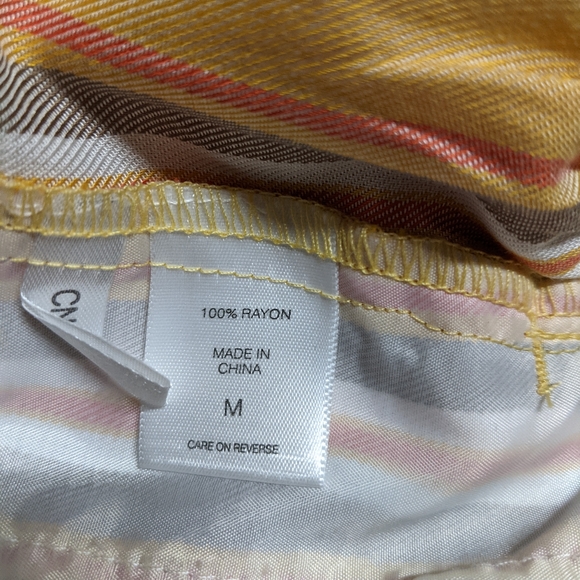 100% RAYON
MADE IN
CHINA
M
CARE ON REVERSE